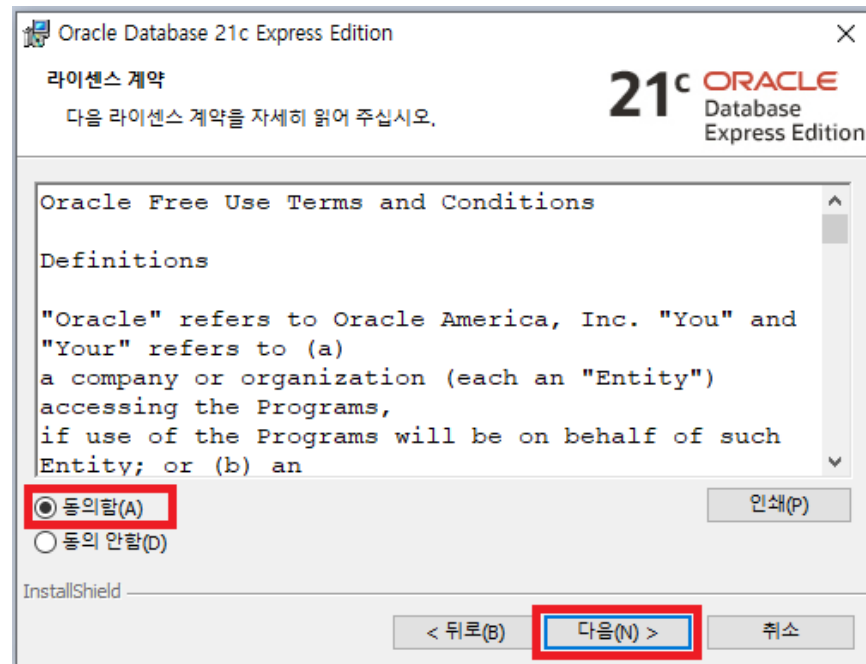 Oracle Database 21c Express Edition
라이센스 계약
다음 라이센스 계약을 자세히 읽어 주십시오.
21c ORACLE
Database
Express Edition
Oracle Free Use Terms and Conditions
Definitions
"Oracle" refers to Oracle America, Inc. "You" and
"Your" refers to (a)
a company or organization (each an "Entity")
accessing the Programs,
if use of the Programs will be on behalf of such
Entity; or (b) an
동의함(A)
인쇄(P)
동의 안함(D)
InstallShield
< 뒤로(B)
다음(N) >
취소